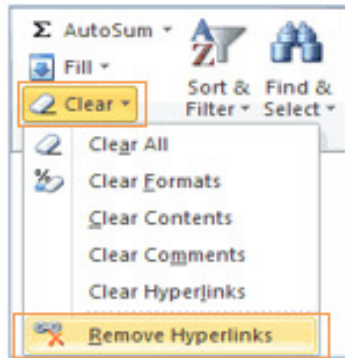 Σ AutoSum
Fill
Clear
Sort & Filter
Find & Select
Clear All
Clear Formats
Clear Contents
Clear Comments
Clear Hyperlinks
Remove Hyperlinks